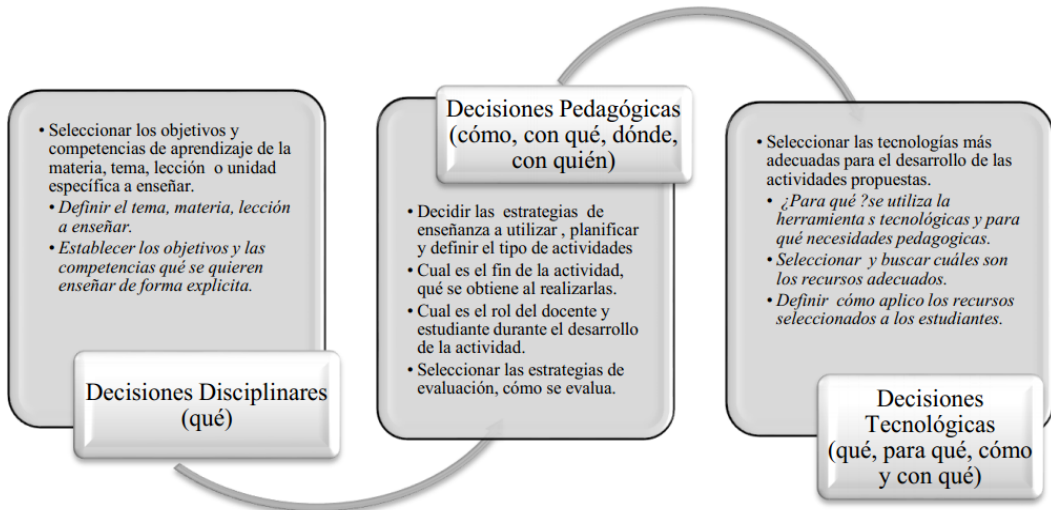 • Seleccionar los objetivos y
competencias de aprendizaje de la
materia, tema, lección o unidad
específica a enseñar.
• Definir el tema, materia, lección
a enseñar.
• Establecer los objetivos y las
competencias qué se quieren
enseñar de forma explicita.
Decisiones Disciplinares
(qué)
Decisiones Pedagógicas
(cómo, con qué, dónde,
con quién)
• Decidir las estrategias de
enseñanza a utilizar , planificar
y definir el tipo de actividades
• Cual es el fin de la actividad,
qué se obtiene al realizarlas.
• Cual es el rol del docente y
estudiante durante el desarrollo
de la actividad.
• Seleccionar las estrategias de
evaluación, cómo se evalua.
• Seleccionar las tecnologías más
adecuadas para el desarrollo de las
actividades propuestas.
• ¿Para qué ?se utiliza la
herramienta s tecnológicas y para
qué necesidades pedagogicas.
• Seleccionar y buscar cuáles son
los recursos adecuados.
• Definir cómo aplico los recursos
seleccionados a los estudiantes.
Decisiones
Tecnológicas
(qué, para qué, cómo
y con qué)